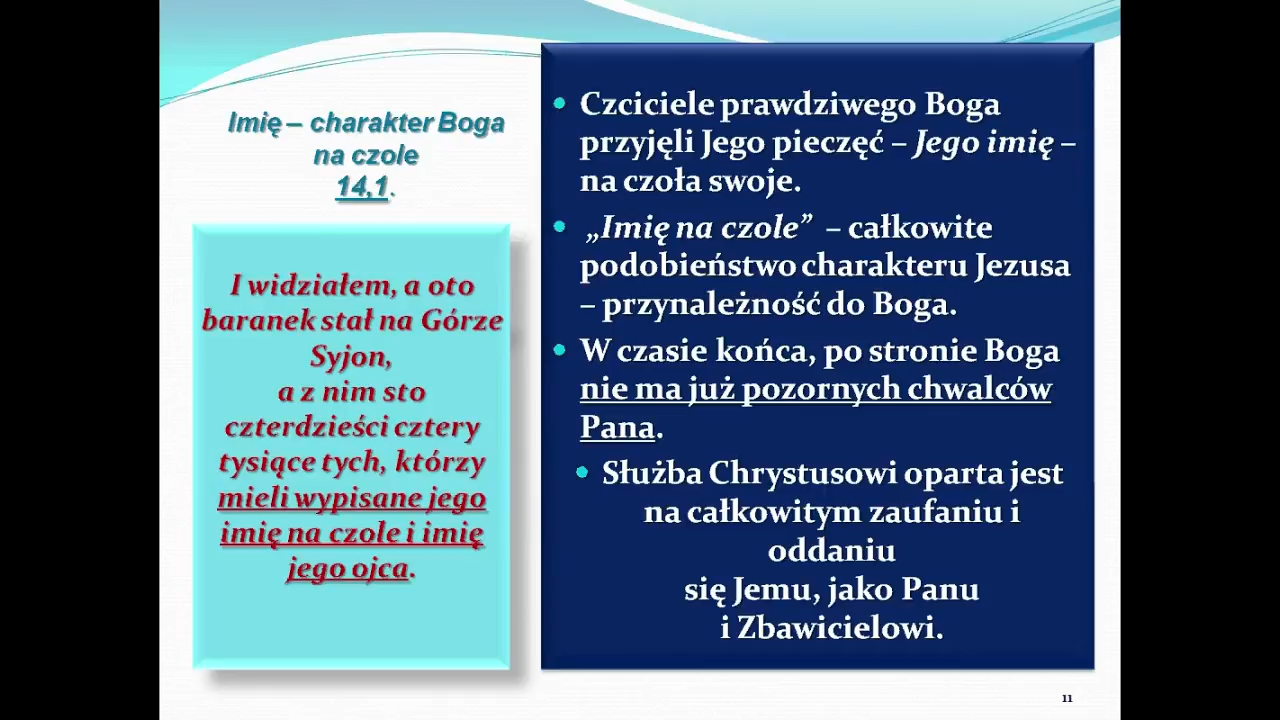 Imię – charakter Boga
na czole
14,1.
I widziałem, a oto
baranek stał na Górze
Syjon,
a z nim sto
czterdzieści cztery
tysiące tych, którzy
mieli wypisane jego
imię na czole i imię
jego ojca.
• Czciciele prawdziwego Boga
przyjęli Jego pieczęć – Jego imię –
na czoła swoje.
• „Imię na czole” – całkowite
podobieństwo charakteru Jezusa
– przynależność do Boga.
• W czasie końca, po stronie Boga
nie ma już pozornych chwalców
Pana.
• Służba Chrystusowi oparta jest
na całkowitym zaufaniu i
oddaniu
się Jemu, jako Panu
i Zbawicielowi.
11